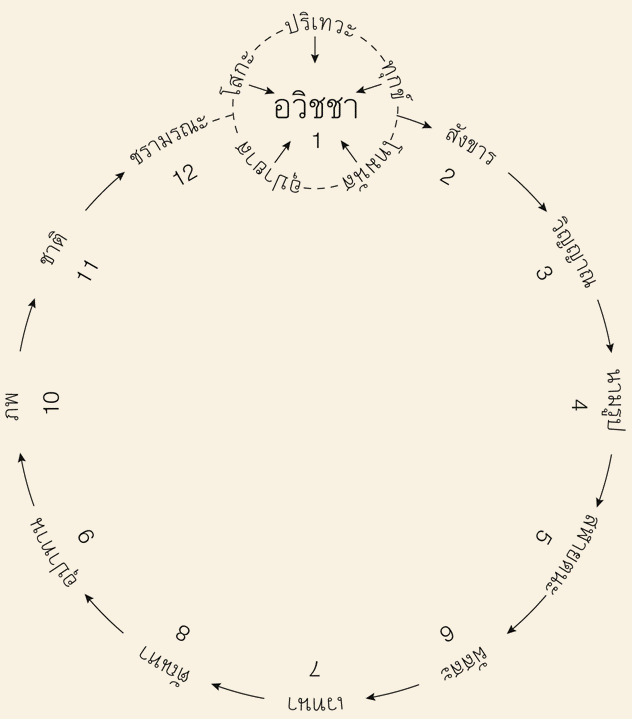 ปริเทวะ
โสกะ
ทุกข์
อวิชชา
1
อุปายาส
โทมนัส
สังขาร
2
วิญญาณ
3
นามรูป
4
สฬายตนะ
5
ผัสสะ
6
เวทนา
7
ตัณหา
8
อุปาทาน
9
ภพ
10
ชาติ
11
ชรามรณะ
12